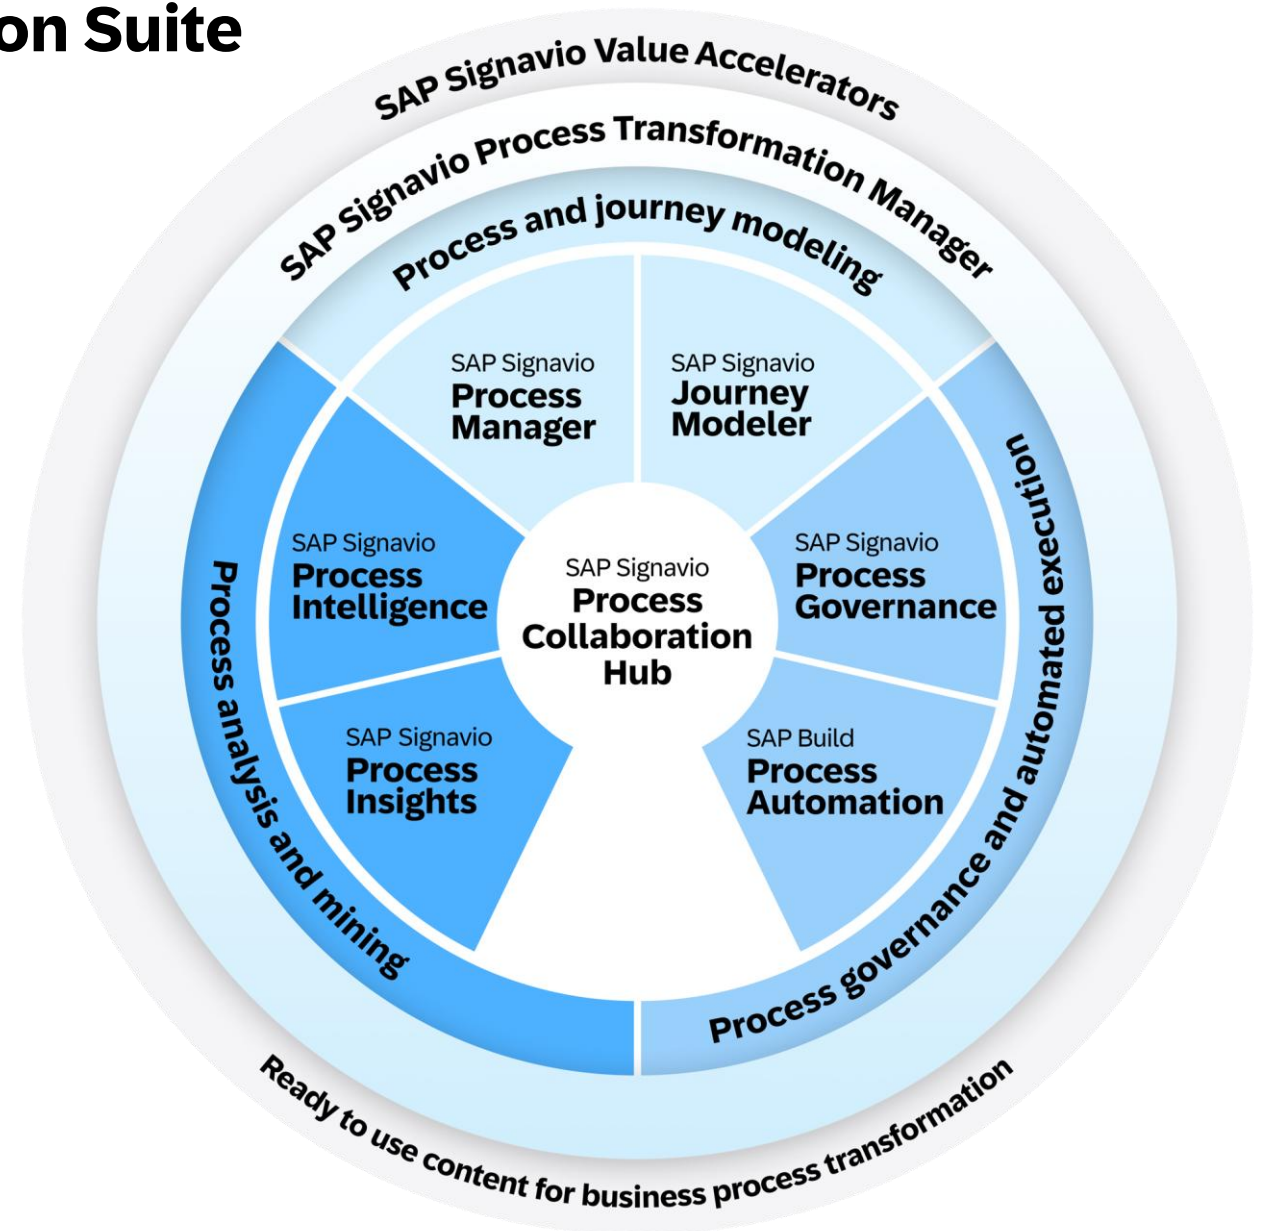 on Suite
SAP Signavio Value Accelerators
SAP Signavio Process Transformation Manager
Process and journey modeling
SAP Signavio
Process
Manager
SAP Signavio
Journey
Modeler
SAP Signavio
Process
Intelligence
SAP Signavio
Process
Collaboration
Hub
SAP Signavio
Process
Governance
SAP Signavio
Process
Insights
SAP Build
Process
Automation
Process analysis and mining
Process governance and automated execution
Ready to use content for business process transformation